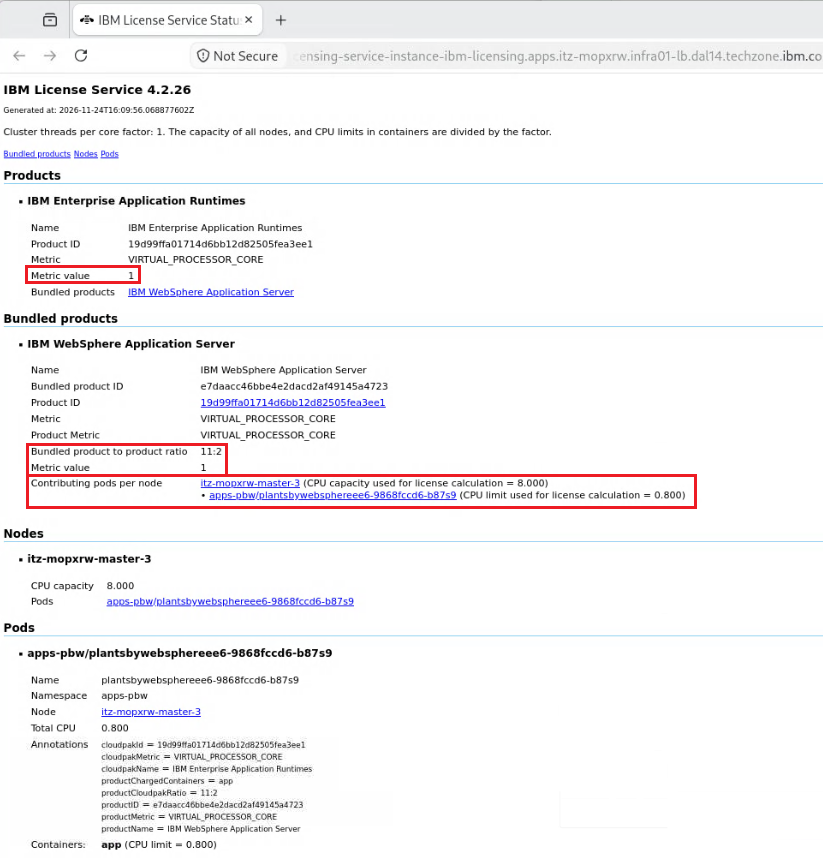 IBM License Service Statu
Not Secure
ensing-service-instance-ibm-licensing.apps.itz-mopxrw.infra01-lb.dal14.techzone.ibm.co
IBM License Service 4.2.26
Generated at: 2026-11-24T16:09:56.068877602Z
Cluster threads per core factor: 1. The capacity of all nodes, and CPU limits in containers are divided by the factor.
Bundled products Nodes Pods
Products
▪ IBM Enterprise Application Runtimes
Name IBM Enterprise Application Runtimes
Product ID 19d99ffa01714d6bb12d82505fea3ee1
Metric VIRTUAL_PROCESSOR_CORE
Metric value 1
Bundled products IBM WebSphere Application Server
Bundled products
▪ IBM WebSphere Application Server
Name IBM WebSphere Application Server
Bundled product ID e7daacc46bbe4e2dacd2af49145a4723
Product ID 19d99ffa01714d6bb12d82505fea3ee1
Metric VIRTUAL_PROCESSOR_CORE
Product Metric VIRTUAL_PROCESSOR_CORE
Bundled product to product ratio 11:2
Metric value 1
Contributing pods per node itz-mopxrw-master-3 (CPU capacity used for license calculation = 8.000)
• apps-pbw/plantsbywebsphereee6-9868fccd6-b87s9 (CPU limit used for license calculation = 0.800)
Nodes
▪ itz-mopxrw-master-3
CPU capacity 8.000
Pods apps-pbw/plantsbywebsphereee6-9868fccd6-b87s9
Pods
▪ apps-pbw/plantsbywebsphereee6-9868fccd6-b87s9
Name plantsbywebsphereee6-9868fccd6-b87s9
Namespace apps-pbw
Node itz-mopxrw-master-3
Total CPU 0.800
Annotations cloudpakId = 19d99ffa01714d6bb12d82505fea3ee1
cloudpakMetric = VIRTUAL_PROCESSOR_CORE
cloudpakName = IBM Enterprise Application Runtimes
productChargedContainers = app
productCloudpakRatio = 11:2
productID = e7daacc46bbe4e2dacd2af49145a4723
productMetric = VIRTUAL_PROCESSOR_CORE
productName = IBM WebSphere Application Server
Containers: app (CPU limit = 0.800)